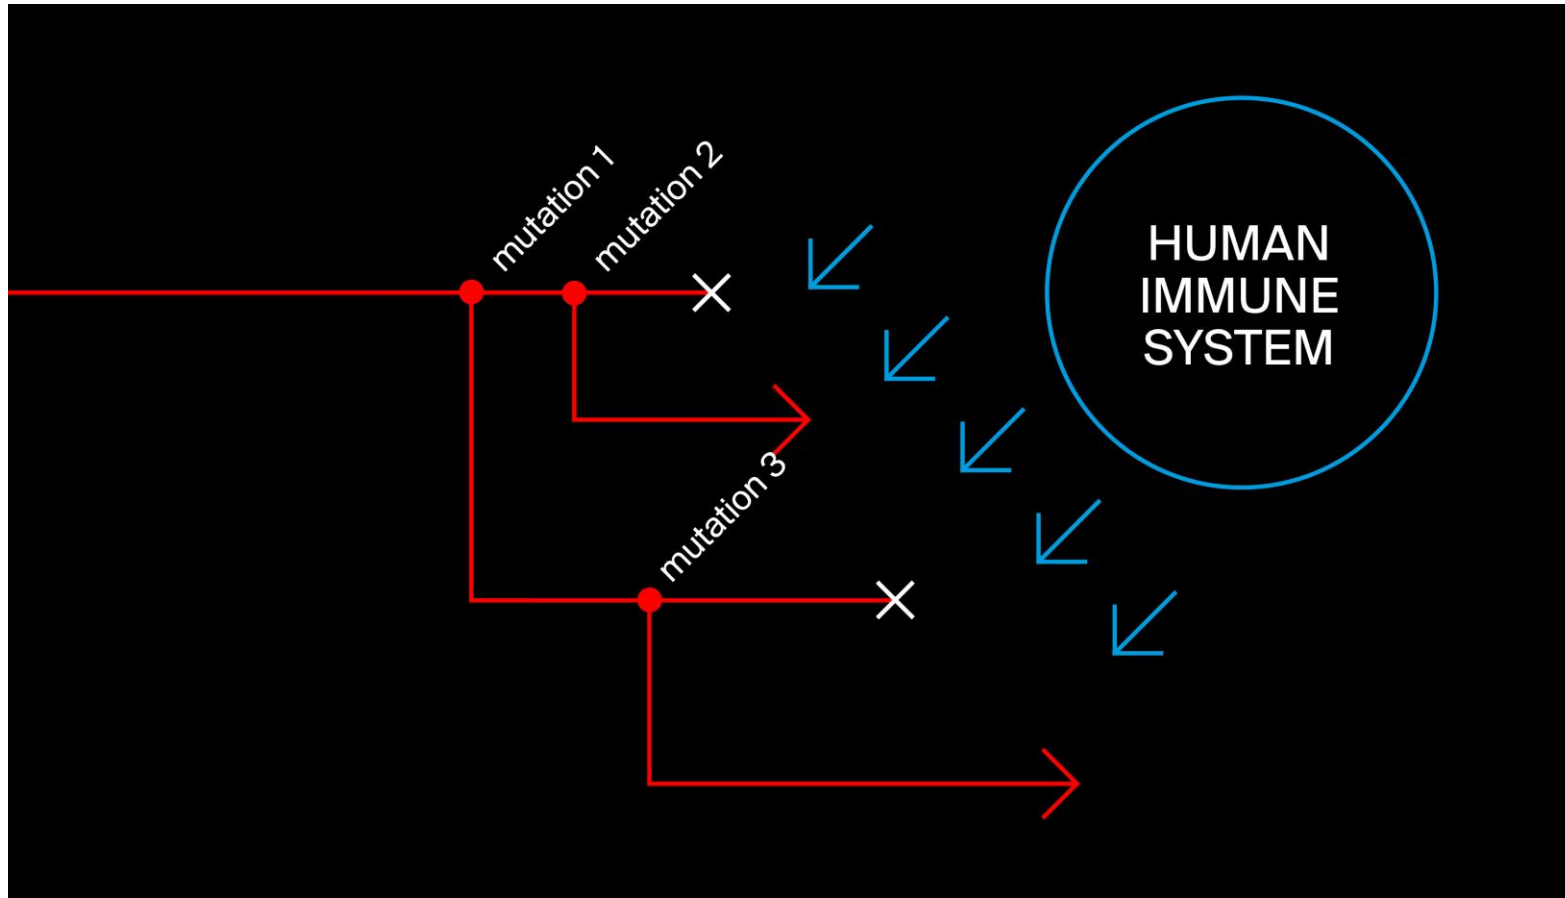 mutation 1
mutation 2
HUMAN
IMMUNE
SYSTEM
mutation 3